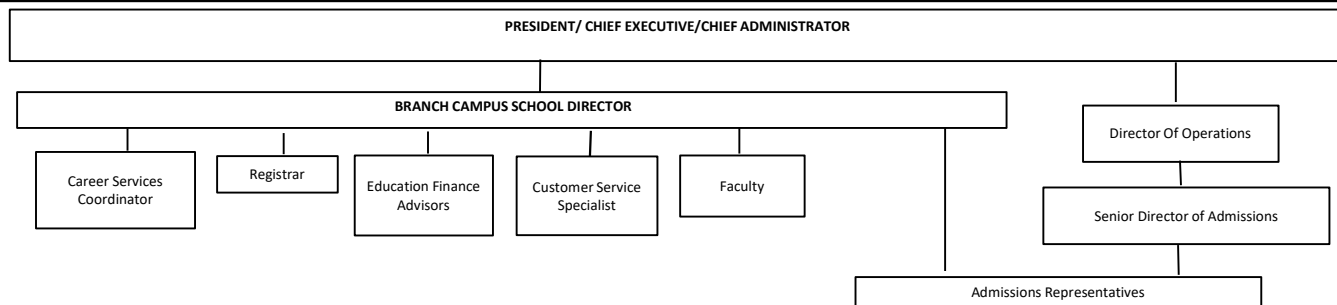 PRESIDENT/ CHIEF EXECUTIVE/CHIEF ADMINISTRATOR
BRANCH CAMPUS SCHOOL DIRECTOR
Director Of Operations
Career Services
Coordinator
Registrar
Education Finance
Advisors
Customer Service
Specialist
Faculty
Senior Director of Admissions
Admissions Representatives